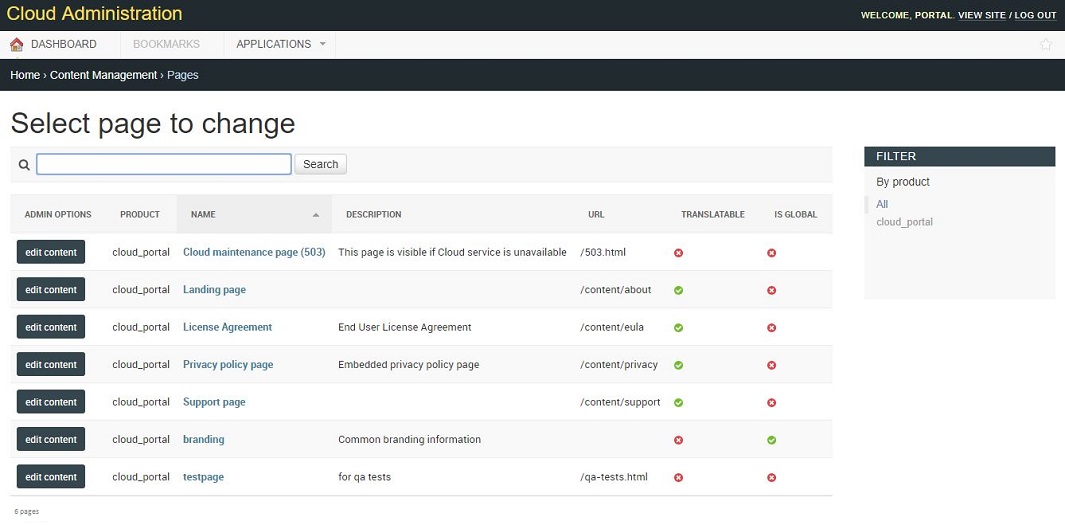 Cloud Administration
WELCOME, PORTAL. VIEW SITE / LOG OUT
DASHBOARD BOOKMARKS APPLICATIONS
Home › Content Management › Pages
Select page to change
Search
FILTER
By product
All
cloud_portal
ADMIN OPTIONS PRODUCT NAME DESCRIPTION URL TRANSLATABLE IS GLOBAL
edit content cloud_portal Cloud maintenance page (503) This page is visible if Cloud service is unavailable /503.html
edit content cloud_portal Landing page /content/about
edit content cloud_portal License Agreement End User License Agreement /content/eula
edit content cloud_portal Privacy policy page Embedded privacy policy page /content/privacy
edit content cloud_portal Support page /content/support
edit content cloud_portal branding Common branding information
edit content cloud_portal testpage for qa tests /qa-tests.html
6 pages